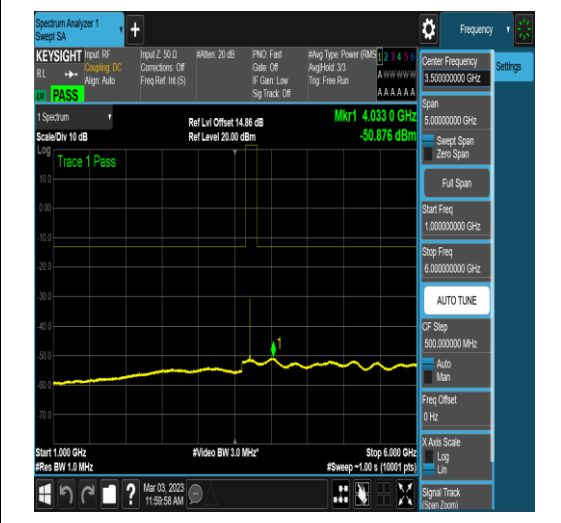 Spectrum Analyzer 1
Swept SA
+
Frequency
KEYSIGHT
RL
PASS
Input: RF
Coupling: DC
Align: Auto
Input Z: 50 Ω
Corrections: Off
Freq Ref: Int (S)
#Atten: 20 dB
PNO: Fast
Gate: Off
IF Gain: Low
Sig Track: Off
#Avg Type: Power (RMS
Avg|Hold: 3/3
Trig: Free Run
1 2 3 4 5 6
A W W W W W
A A A A A A
1 Spectrum
Scale/Div 10 dB
Ref Lvl Offset 14.86 dB
Ref Level 20.00 dBm
Mkr1 4.033 0 GHz
-50.876 dBm
Log
Trace 1 Pass
10.0
0.00
-10.0
-20.0
-30.0
-40.0
-50.0
-60.0
-70.0
1
Start 1.000 GHz
#Res BW 1.0 MHz
#Video BW 3.0 MHz*
Stop 6.000 GHz
#Sweep ~1.00 s (10001 pts)
?
Mar 03, 2023
11:59:58 AM
Center Frequency
3.500000000 GHz
Settings
Span
5.00000000 GHz
Swept Span
Zero Span
Full Span
Start Freq
1.000000000 GHz
Stop Freq
6.000000000 GHz
AUTO TUNE
CF Step
500.000000 MHz
Auto
Man
Freq Offset
0 Hz
X Axis Scale
Log
Lin
Signal Track
(Span Zoom)